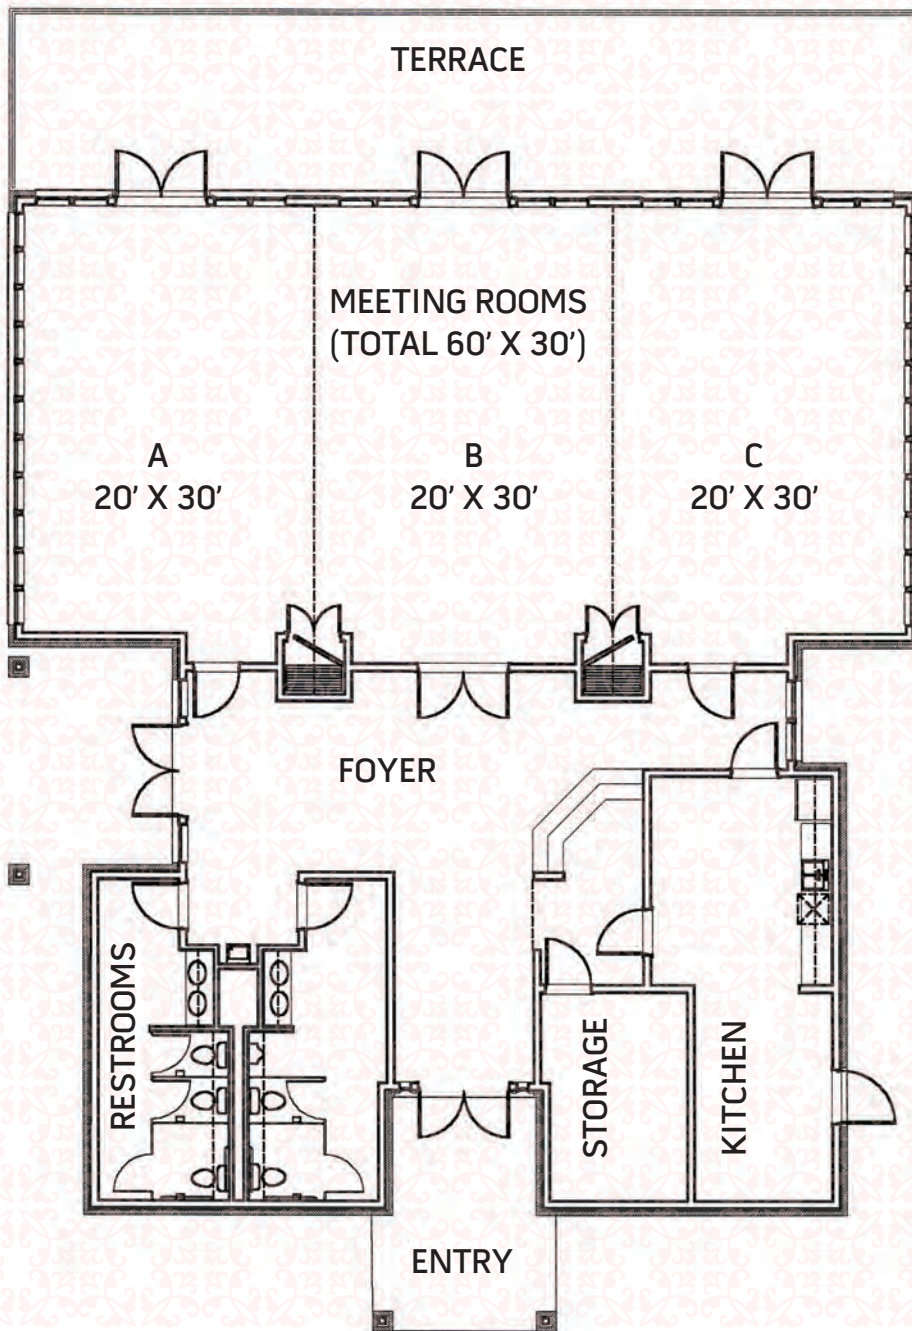 TERRACE
MEETING ROOMS
(TOTAL 60’ X 30’)
A
20’ X 30’
B
20’ X 30’
C
20’ X 30’
FOYER
RESTROOMS
STORAGE
KITCHEN
ENTRY